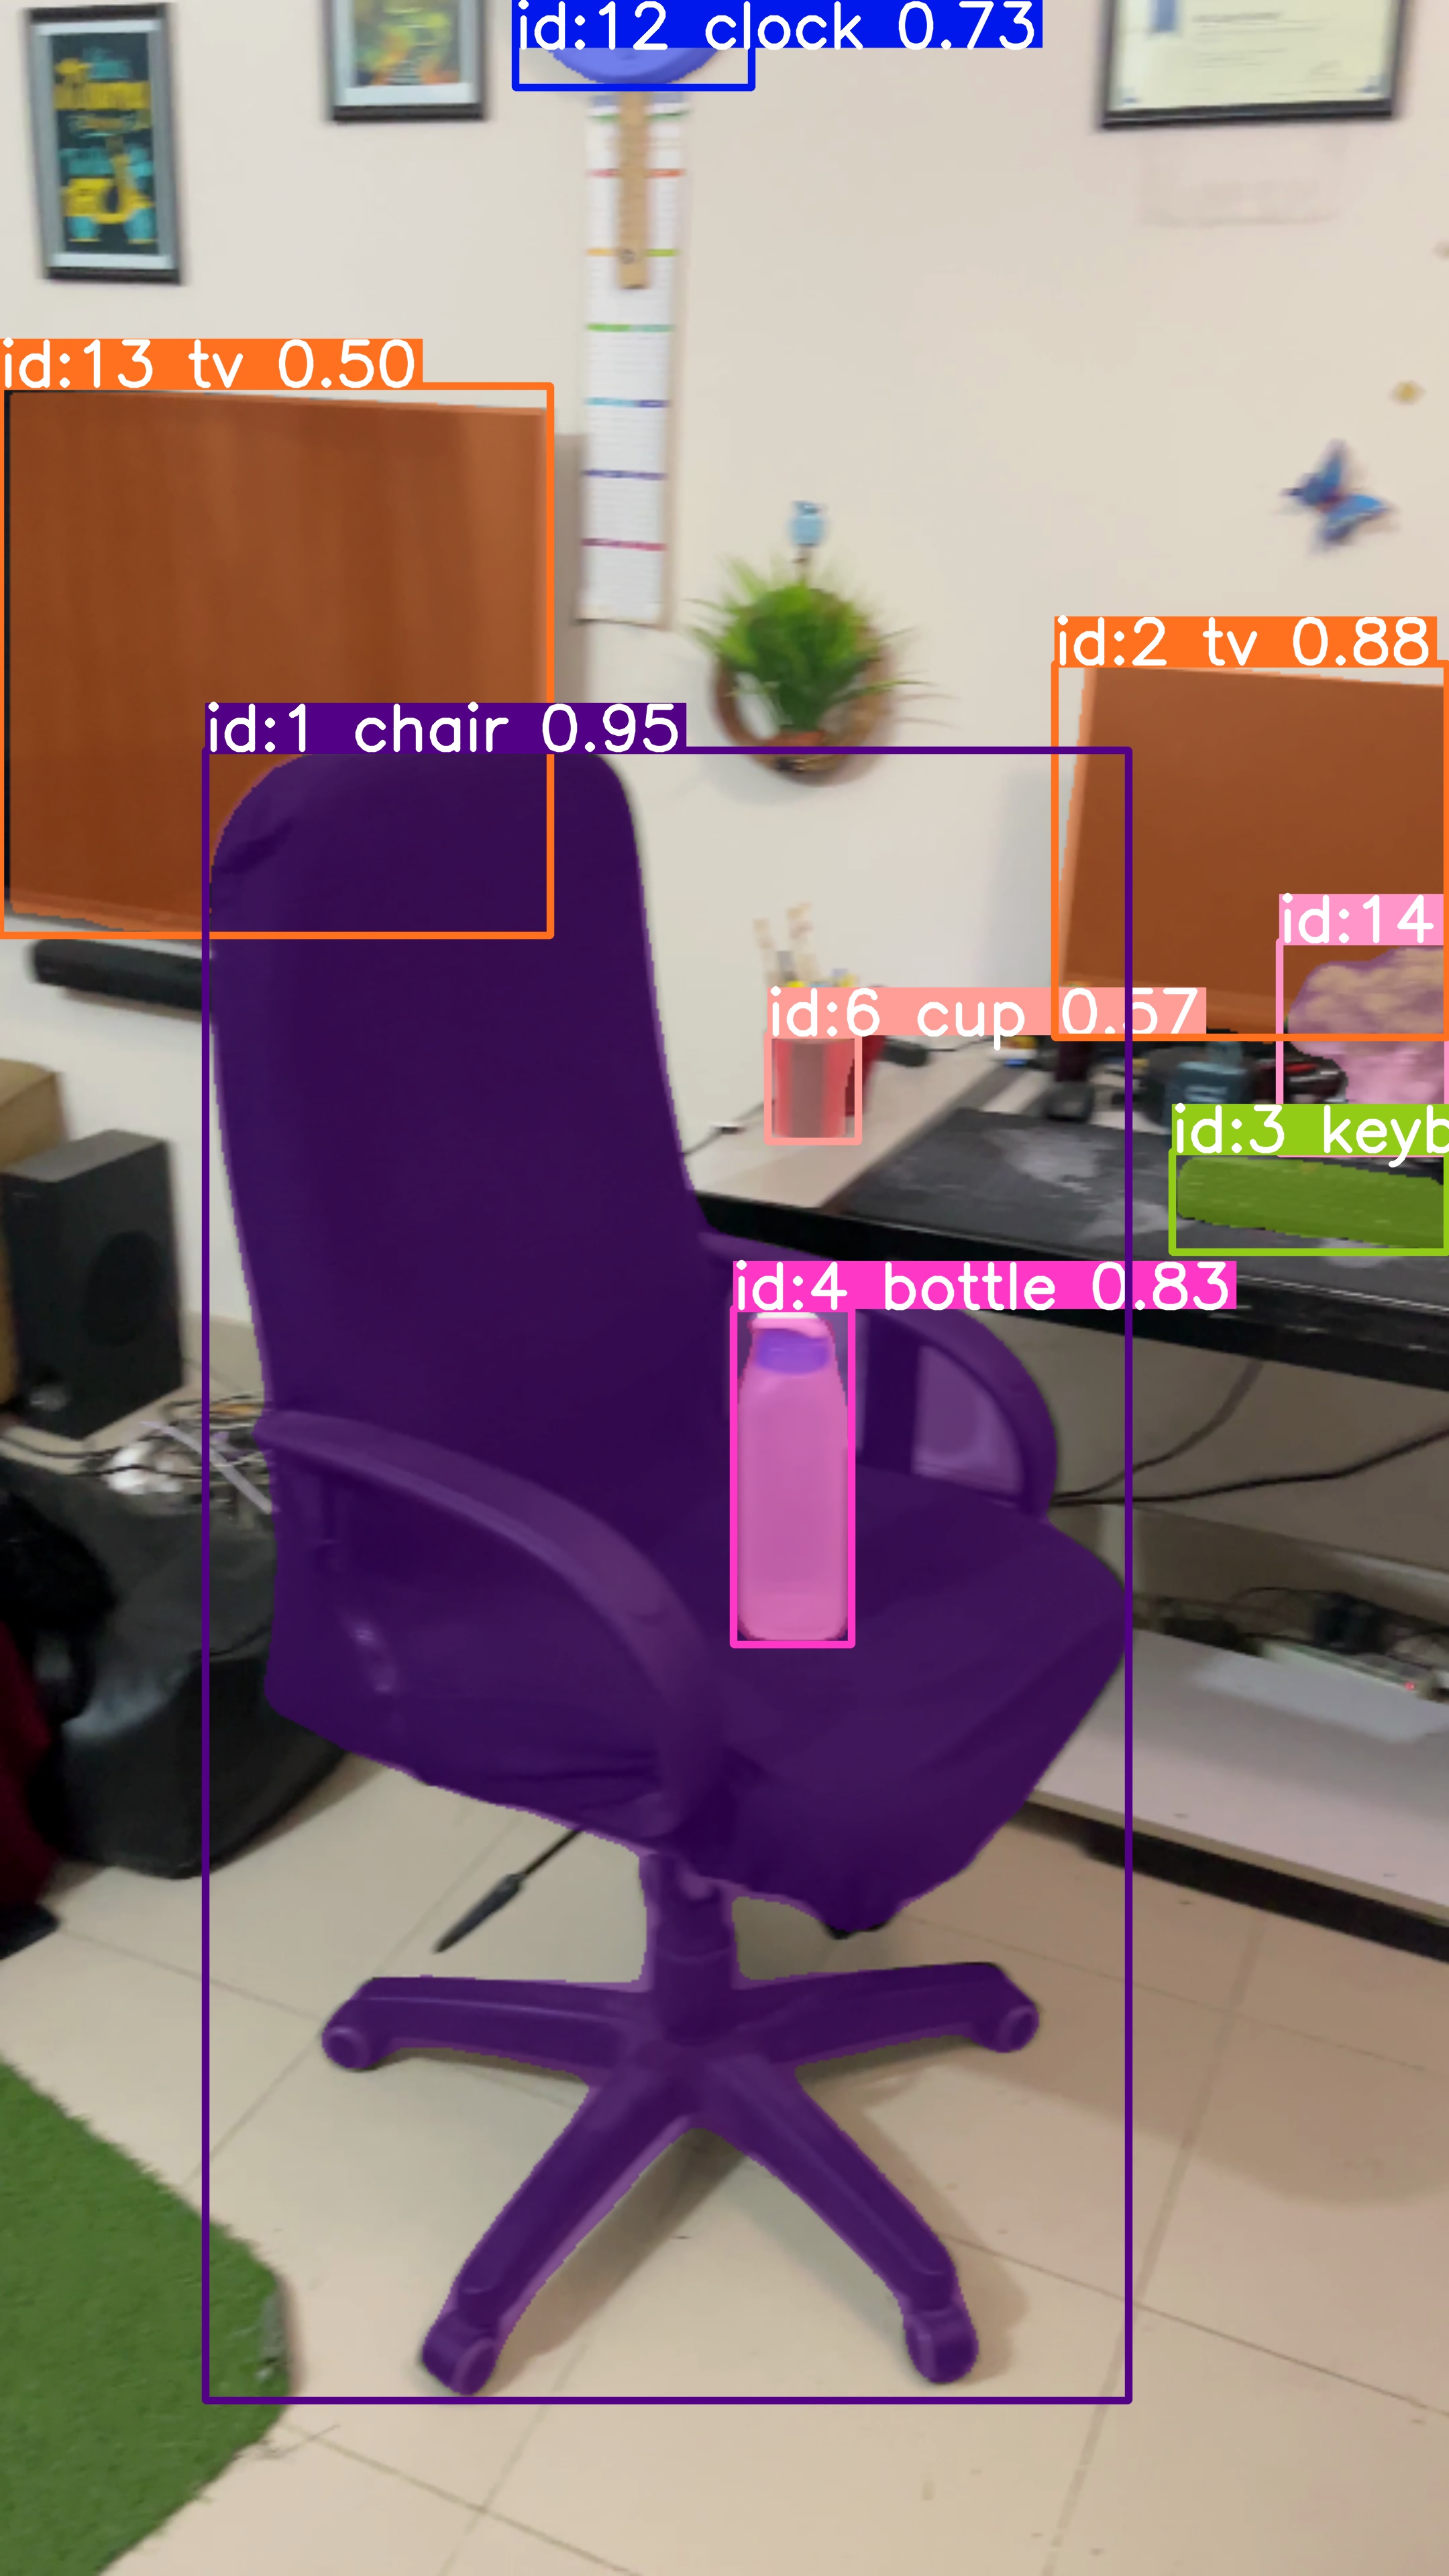 id:12 clock 0.73
id:13 tv 0.50
id:2 tv 0.88
id:1 chair 0.95
id:14
id:6 cup 0.57
id:3 keyb
id:4 bottle 0.83